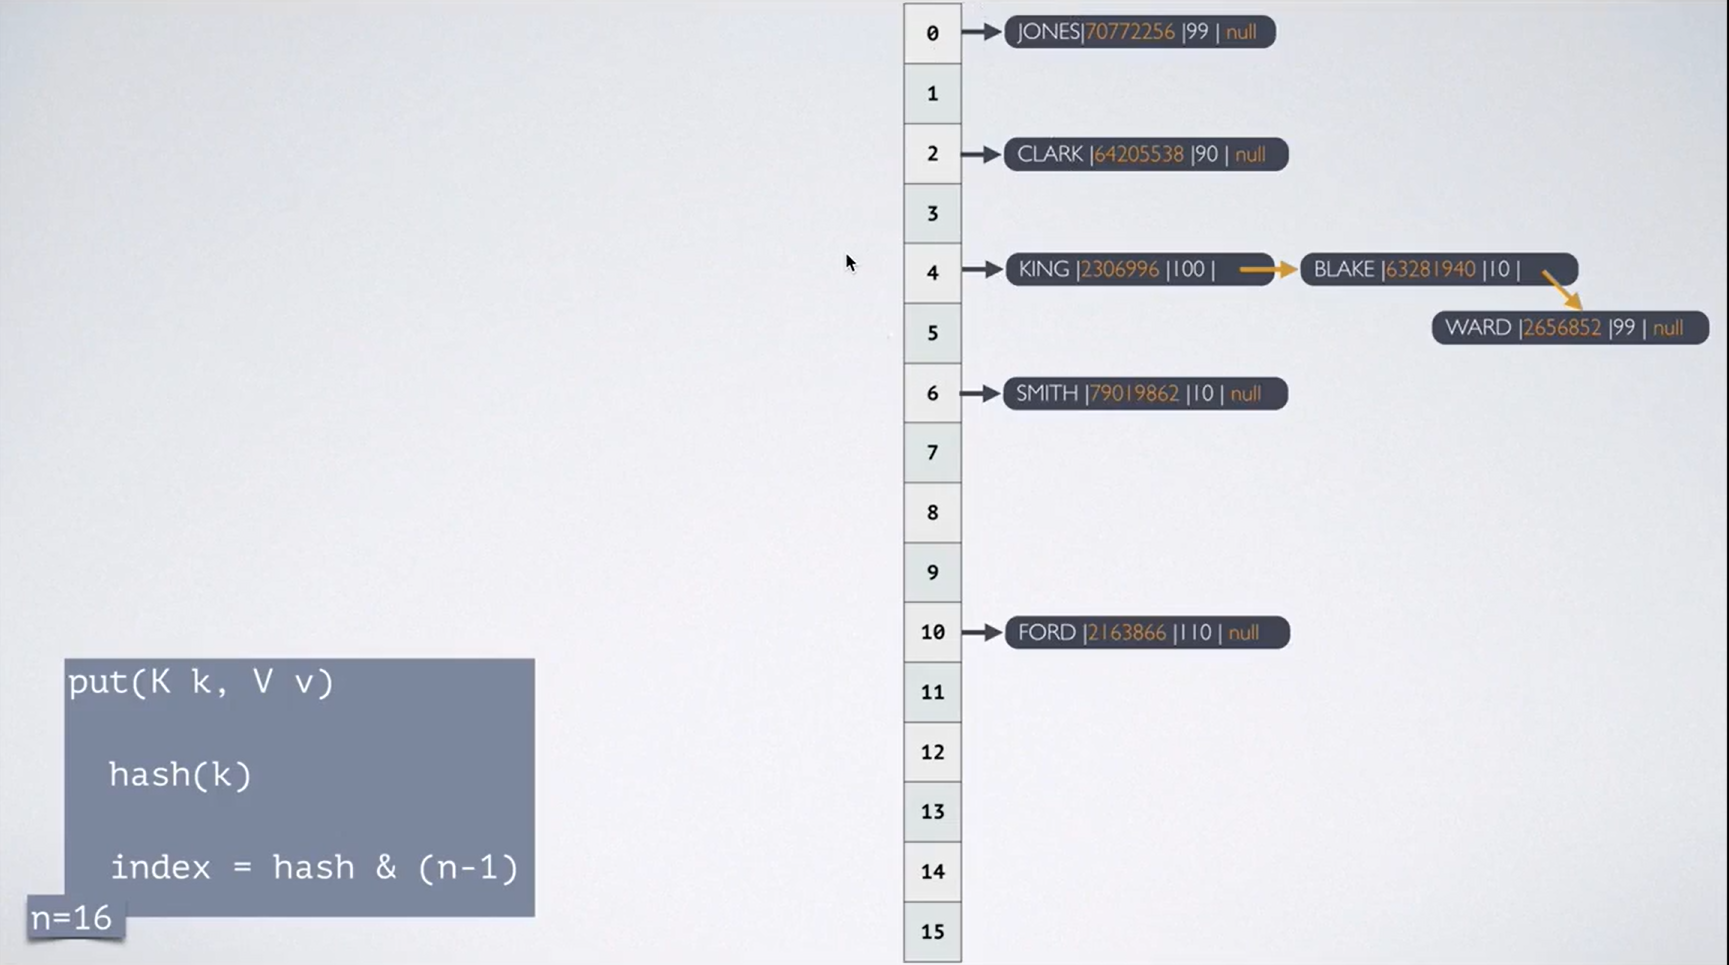 0
JONES|70772256 |99 | null
1
2
CLARK |64205538 |90 | null
3
4
KING |2306996 |100 |
BLAKE |63281940 |10 |
5
WARD |2656852 |99 | null
6
SMITH |79019862 |10 | null
7
8
9
10
FORD |2163866 |110 | null
11
12
13
14
15
put(K k, V v)
hash(k)
index = hash & (n-1)
n=16